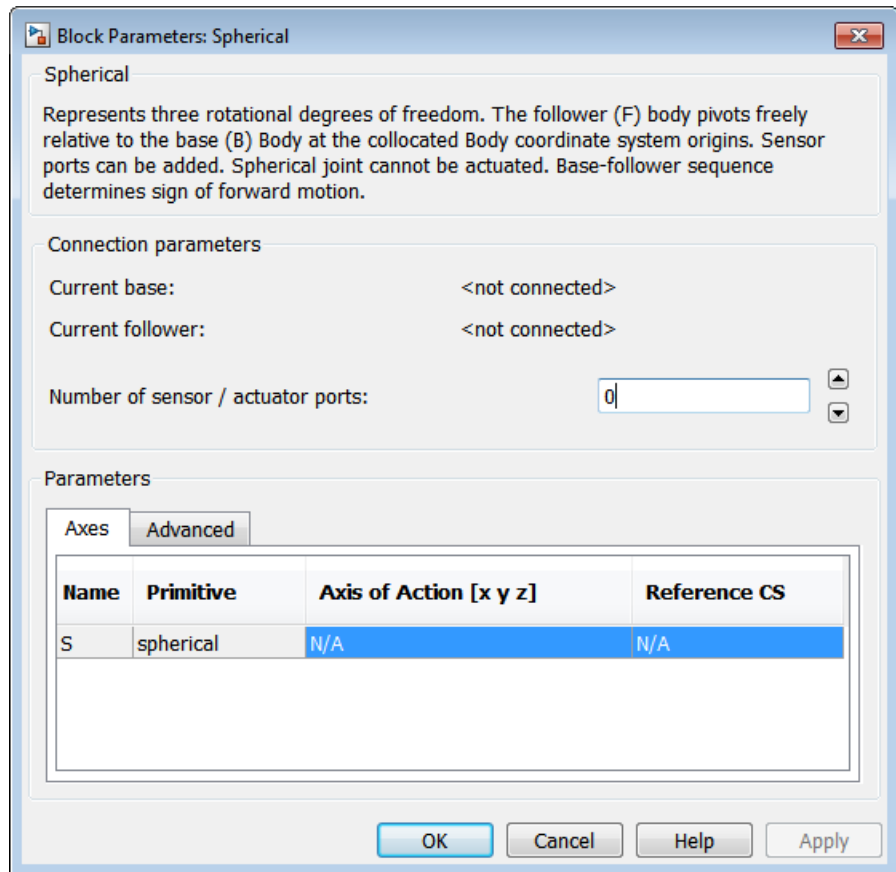 Block Parameters: Spherical
Spherical
Represents three rotational degrees of freedom. The follower (F) body pivots freely
relative to the base (B) Body at the collocated Body coordinate system origins. Sensor
ports can be added. Spherical joint cannot be actuated. Base-follower sequence
determines sign of forward motion.
Connection parameters
Current base: <not connected>
Current follower: <not connected>
Number of sensor / actuator ports: 0
Parameters
Axes Advanced
Name Primitive Axis of Action [x y z] Reference CS
S spherical N/A N/A
OK Cancel Help Apply